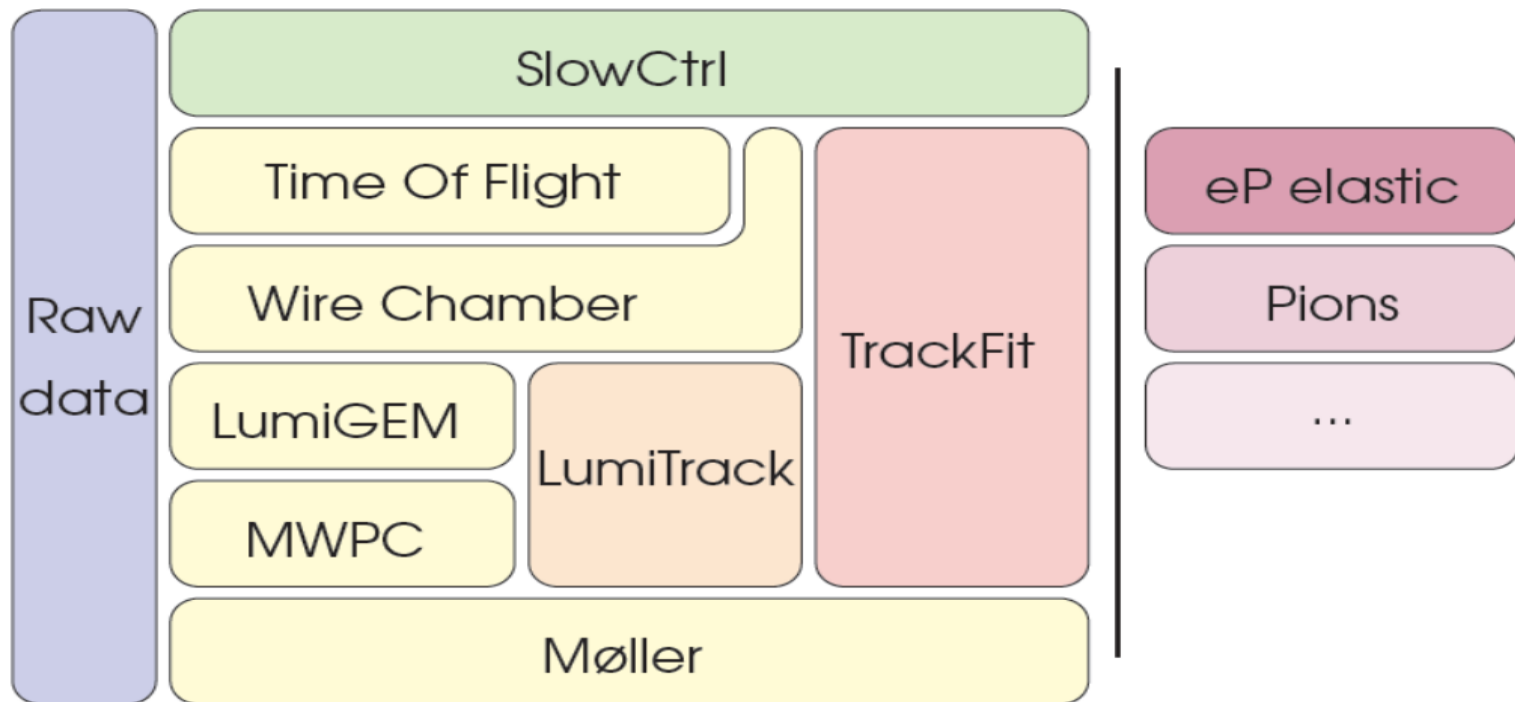 Raw
data
SlowCtrl
Time Of Flight
Wire Chamber
LumiGEM
MWPC
LumiTrack
TrackFit
Møller
eP elastic
Pions
...